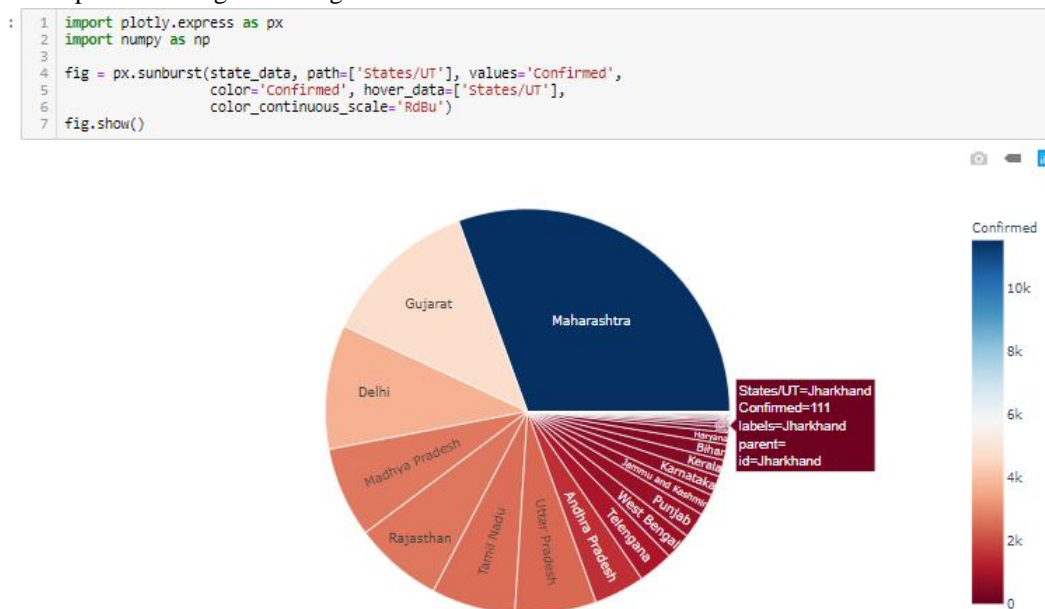 :
1 import plotly.express as px
2 import numpy as np
3
4 fig = px.sunburst(state_data, path=['States/UT'], values='Confirmed',
5 color='Confirmed', hover_data=['States/UT'],
6 color_continuous_scale='RdBu')
7 fig.show()
Confirmed
10k
8k
6k
4k
2k
0
Maharashtra
Gujarat
Delhi
Madhya Pradesh
Rajasthan
Tamil Nadu
Uttar Pradesh
Andhra Pradesh
Telengana
West Bengal
Punjab
Jammu and Kashmir
Karnataka
Kerala
Bihar
Haryana
States/UT=Jharkhand
Confirmed=111
labels=Jharkhand
parent=
id=Jharkhand